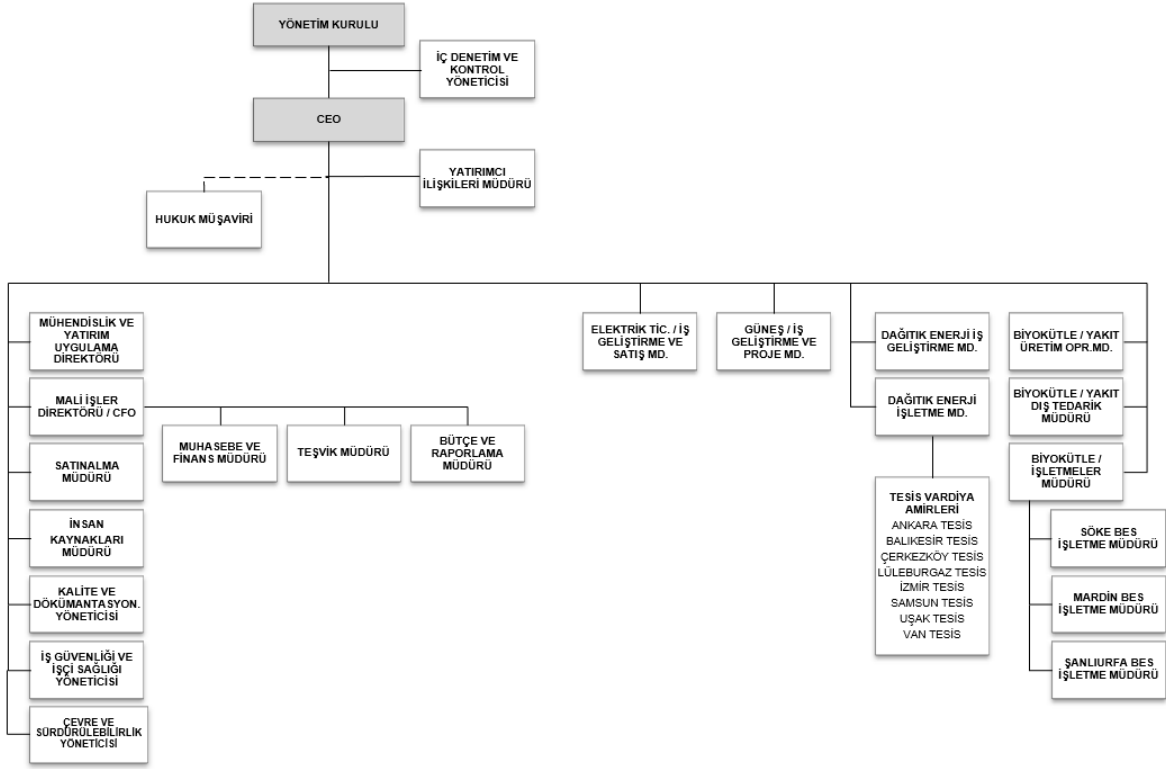 YÖNETİM KURULU
İÇ DENETİM VE
KONTROL
YÖNETİCİSİ
CEO
YATIRIMCI
İLİŞKİLERİ MÜDÜRÜ
HUKUK MÜŞAVİRİ
MÜHENDİSLİK VE
YATIRIM
UYGULAMA
DİREKTÖRÜ
MALİ İŞLER
DİREKTÖRÜ / CFO
MUHASEBE VE
FİNANS MÜDÜRÜ
TEŞVİK MÜDÜRÜ
BÜTÇE VE
RAPORLAMA
MÜDÜRÜ
SATINALMA
MÜDÜRÜ
İNSAN
KAYNAKLARI
MÜDÜRÜ
KALİTE VE
DÖKÜMANTASYON.
YÖNETİCİSİ
İŞ GÜVENLİĞİ VE
İŞÇİ SAĞLIĞI
YÖNETİCİSİ
ÇEVRE VE
SÜRDÜRÜLEBİLİRLİK
YÖNETİCİSİ
ELEKTRİK TİC. / İŞ
GELİŞTİRME VE
SATIŞ MD.
GÜNEŞ / İŞ
GELİŞTİRME VE
PROJE MD.
DAĞITIK ENERJİ İŞ
GELİŞTİRME MD.
DAĞITIK ENERJİ
İŞLETME MD.
TESİS VARDİYA
AMİRLERİ
ANKARA TESİS
BALIKESİR TESİS
ÇERKEZKÖY TESİS
LÜLEBURGAZ TESİS
İZMİR TESİS
SAMSUN TESİS
UŞAK TESİS
VAN TESİS
BİYOKÜTLE / YAKIT
ÜRETİM OPR.MD.
BİYOKÜTLE / YAKIT
DIŞ TEDARİK
MÜDÜRÜ
BİYOKÜTLE /
İŞLETMELER
MÜDÜRÜ
SÖKE BES
İŞLETME MÜDÜRÜ
MARDİN BES
İŞLETME MÜDÜRÜ
ŞANLIURFA BES
İŞLETME MÜDÜRÜ